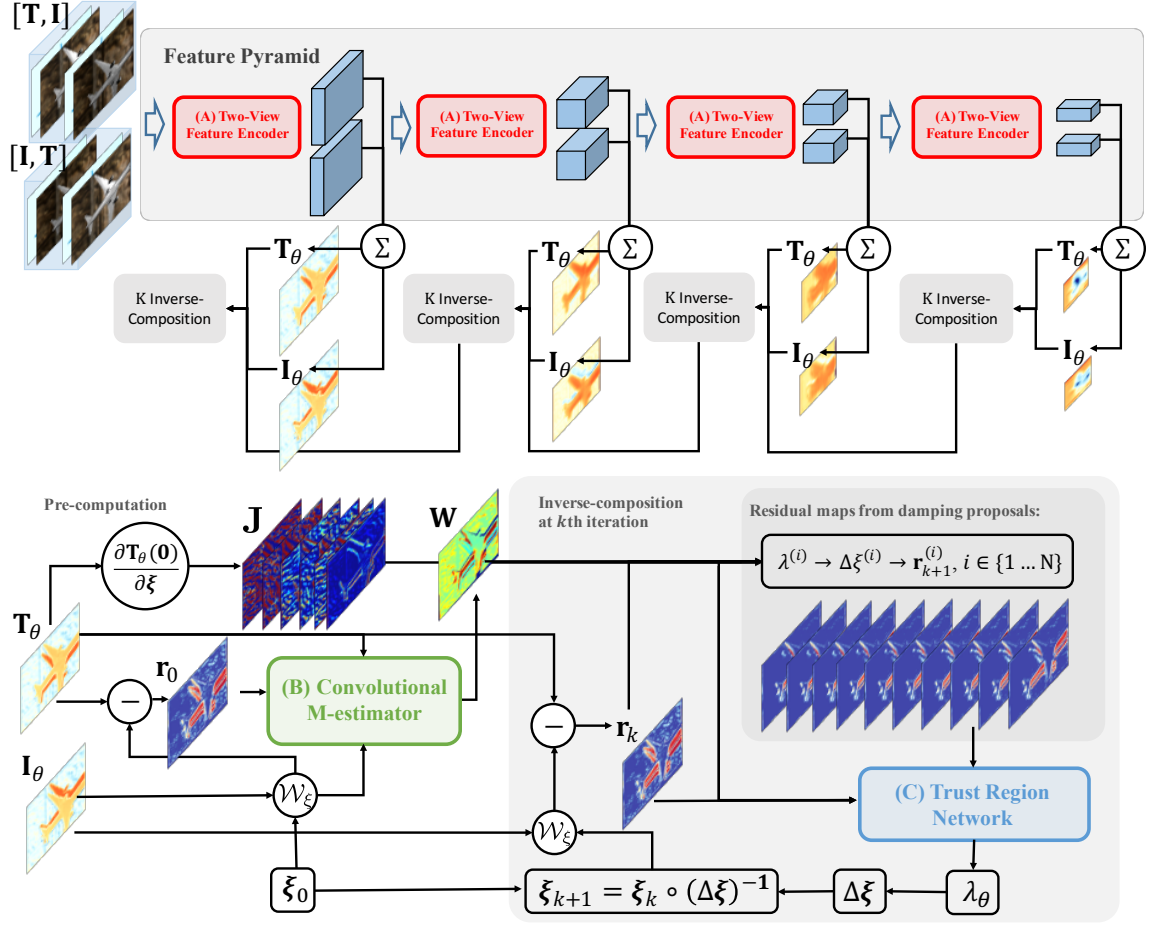 [T, I]
[I, T]
Feature Pyramid
(A) Two-View
Feature Encoder
(A) Two-View
Feature Encoder
(A) Two-View
Feature Encoder
(A) Two-View
Feature Encoder
T_θ
Σ
T_θ
Σ
T_θ
Σ
T_θ
Σ
K Inverse-
Composition
K Inverse-
Composition
K Inverse-
Composition
K Inverse-
Composition
I_θ
I_θ
I_θ
I_θ
Pre-computation
J
W
Inverse-composition
at kth iteration
Residual maps from damping proposals:
∂T_θ(0)
∂ξ
λ^(i) → Δξ^(i) → r_{k+1}^(i), i ∈ {1 … N}
T_θ
r_0
−
(B) Convolutional
M-estimator
−
r_k
I_θ
W_ξ
W_ξ
(C) Trust Region
Network
ξ_0
ξ_{k+1} = ξ_k ∘ (Δξ)^{−1}
Δξ
λ_θ